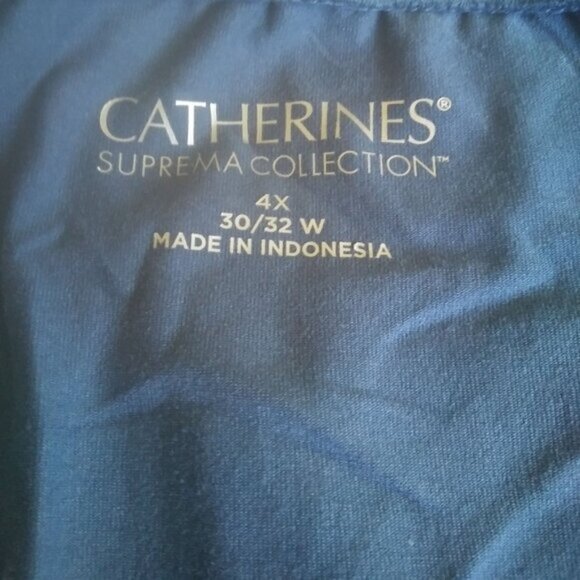 CATHERINES®
SUPREMA COLLECTION™
4X
30/32 W
MADE IN INDONESIA